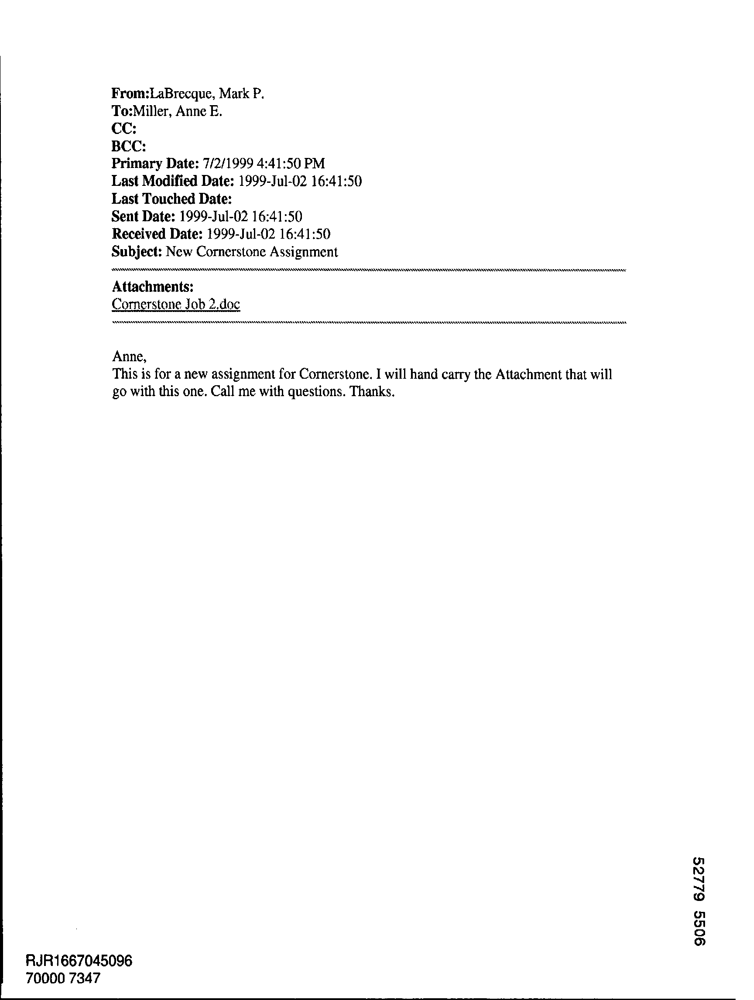 From:LaBrecque, Mark P.
To:Miller, Anne E.
CC:
BCC:
Primary Date: 7/2/1999 4:41:50 PM
Last Modified Date: 1999-Jul-02 16:41:50
Last Touched Date:
Sent Date: 1999-Jul-02 16:41:50
Received Date: 1999-Jul-02 16:41:50
Subject: New Cornerstone Assignment
Attachments:
Cornerstone Job 2.doc
Anne,
This is for a new assignment for Cornerstone. I will hand carry the Attachment that will
go with this one. Call me with questions. Thanks.
52779 5506
RJR1667045096
70000 7347